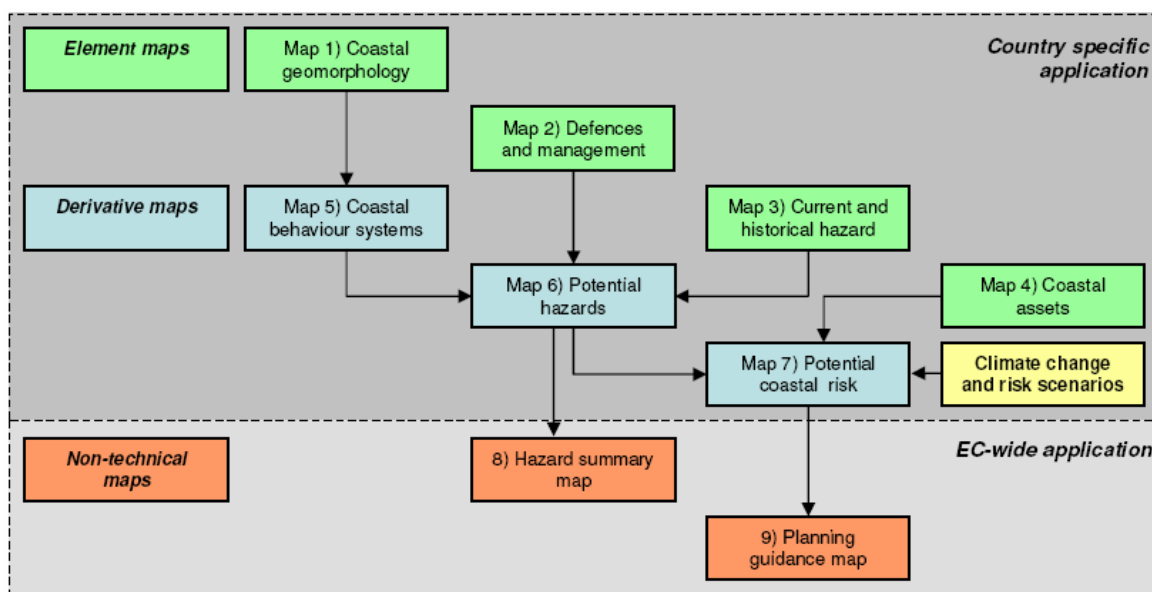 Element maps
Map 1) Coastal
geomorphology
Country specific
application
Map 2) Defences
and management
Derivative maps
Map 5) Coastal
behaviour systems
Map 3) Current and
historical hazard
Map 6) Potential
hazards
Map 4) Coastal
assets
Map 7) Potential
coastal risk
Climate change
and risk scenarios
Non-technical
maps
8) Hazard summary
map
EC-wide application
9) Planning
guidance map